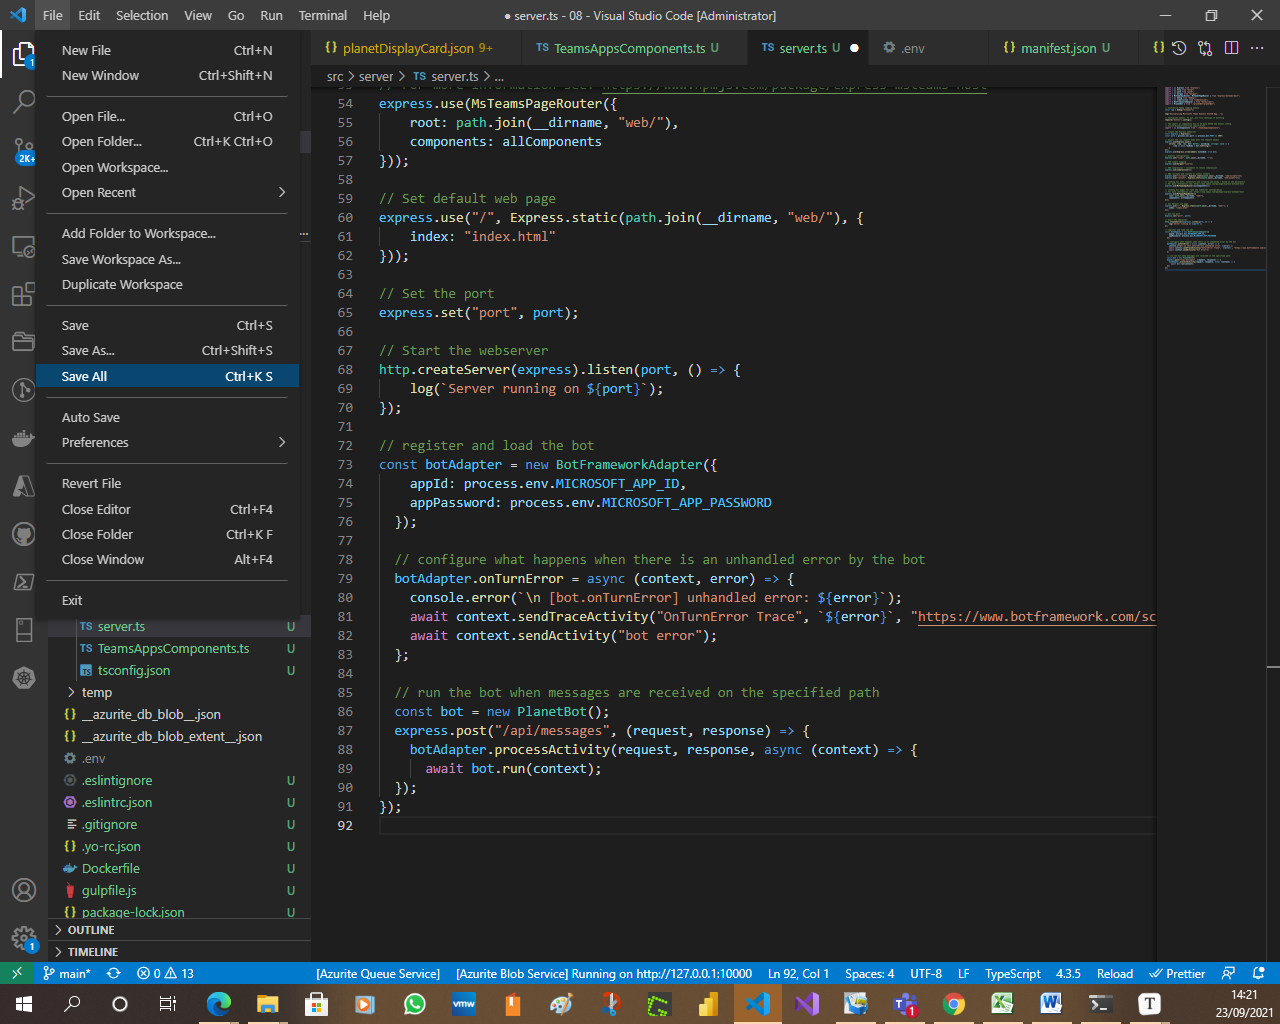 File Edit Selection View Go Run Terminal Help
● server.ts - 08 - Visual Studio Code [Administrator]
New File Ctrl+N
New Window Ctrl+Shift+N
Open File... Ctrl+O
Open Folder... Ctrl+K Ctrl+O
Open Workspace...
Open Recent
Add Folder to Workspace...
Save Workspace As...
Duplicate Workspace
Save Ctrl+S
Save As... Ctrl+Shift+S
Save All Ctrl+K S
Auto Save
Preferences
Revert File
Close Editor Ctrl+F4
Close Folder Ctrl+K F
Close Window Alt+F4
Exit
1
2K+
1
TS server.ts U
TS TeamsAppsComponents.ts U
TS tsconfig.json U
temp
{} __azurite_db_blob__.json
{} __azurite_db_blob_extent__.json
.env
.eslintignore U
.eslintrc.json U
.gitignore U
{} .yo-rc.json U
Dockerfile U
gulpfile.js U
{} package-lock.json U
OUTLINE
TIMELINE
{} planetDisplayCard.json 9+
TS TeamsAppsComponents.ts U
TS server.ts U ●
.env
{} manifest.json U
{}
src > server > TS server.ts > ...
54 express.use(MsTeamsPageRouter({
55 root: path.join(__dirname, "web/"),
56 components: allComponents
57 }));
58
59 // Set default web page
60 express.use("/", Express.static(path.join(__dirname, "web/"), {
61 index: "index.html"
62 }));
63
64 // Set the port
65 express.set("port", port);
66
67 // Start the webserver
68 http.createServer(express).listen(port, () => {
69 log(`Server running on ${port}`);
70 });
71
72 // register and load the bot
73 const botAdapter = new BotFrameworkAdapter({
74 appId: process.env.MICROSOFT_APP_ID,
75 appPassword: process.env.MICROSOFT_APP_PASSWORD
76 });
77
78 // configure what happens when there is an unhandled error by the bot
79 botAdapter.onTurnError = async (context, error) => {
80 console.error(`\n [bot.onTurnError] unhandled error: ${error}`);
81 await context.sendTraceActivity("OnTurnError Trace", `${error}`, "https://www.botframework.com/sc
82 await context.sendActivity("bot error");
83 };
84
85 // run the bot when messages are received on the specified path
86 const bot = new PlanetBot();
87 express.post("/api/messages", (request, response) => {
88 botAdapter.processActivity(request, response, async (context) => {
89 await bot.run(context);
90 });
91 });
92
main* 0 13 [Azurite Queue Service] [Azurite Blob Service] Running on http://127.0.0.1:10000 Ln 92, Col 1 Spaces: 4 UTF-8 LF TypeScript 4.3.5 Reload Prettier
vmw
1
T
14:21
23/09/2021